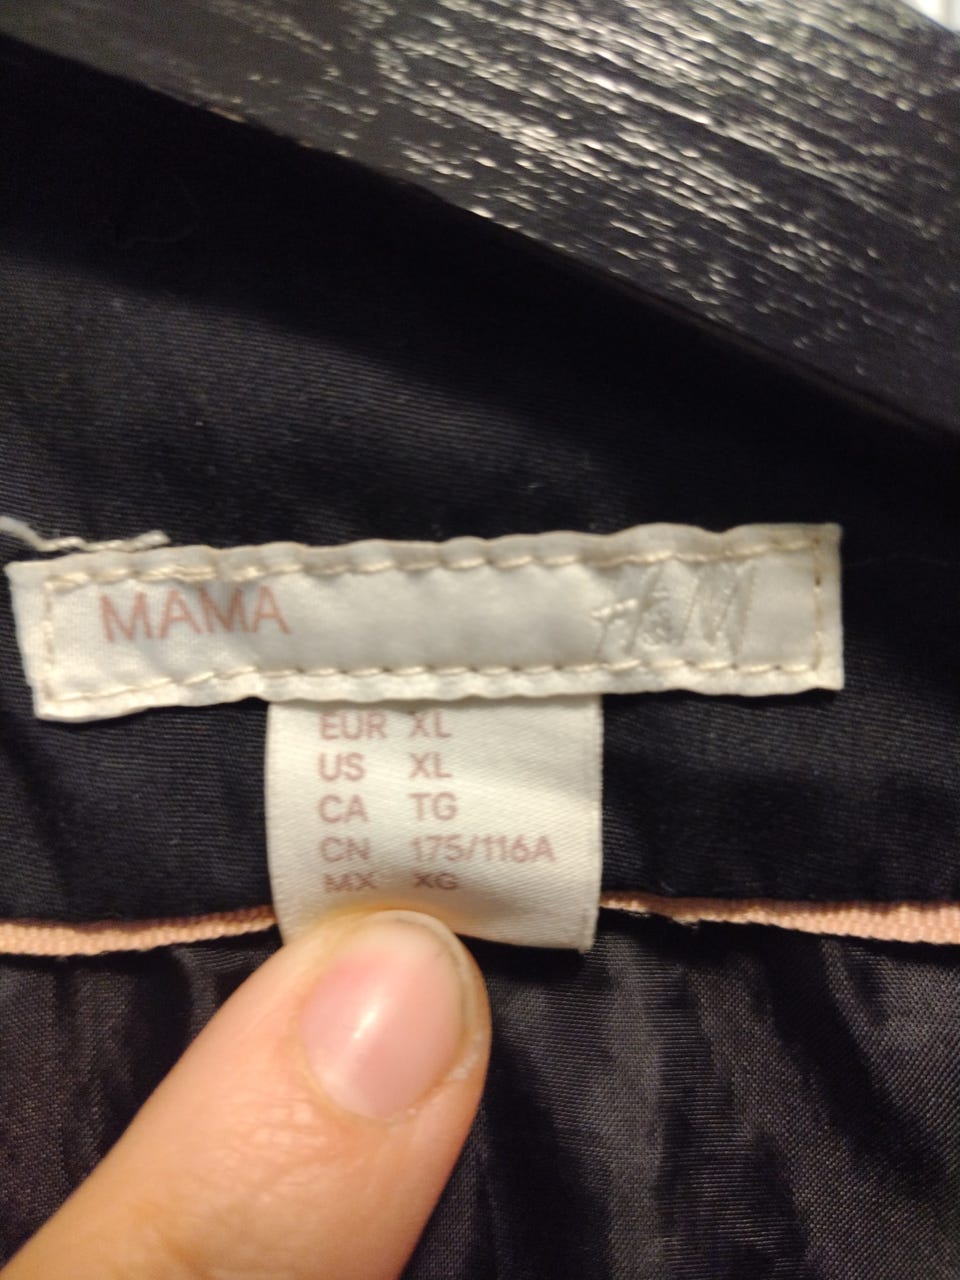 MAMA H&M
EUR XL
US XL
CA TG
CN 175/116A
MX XG